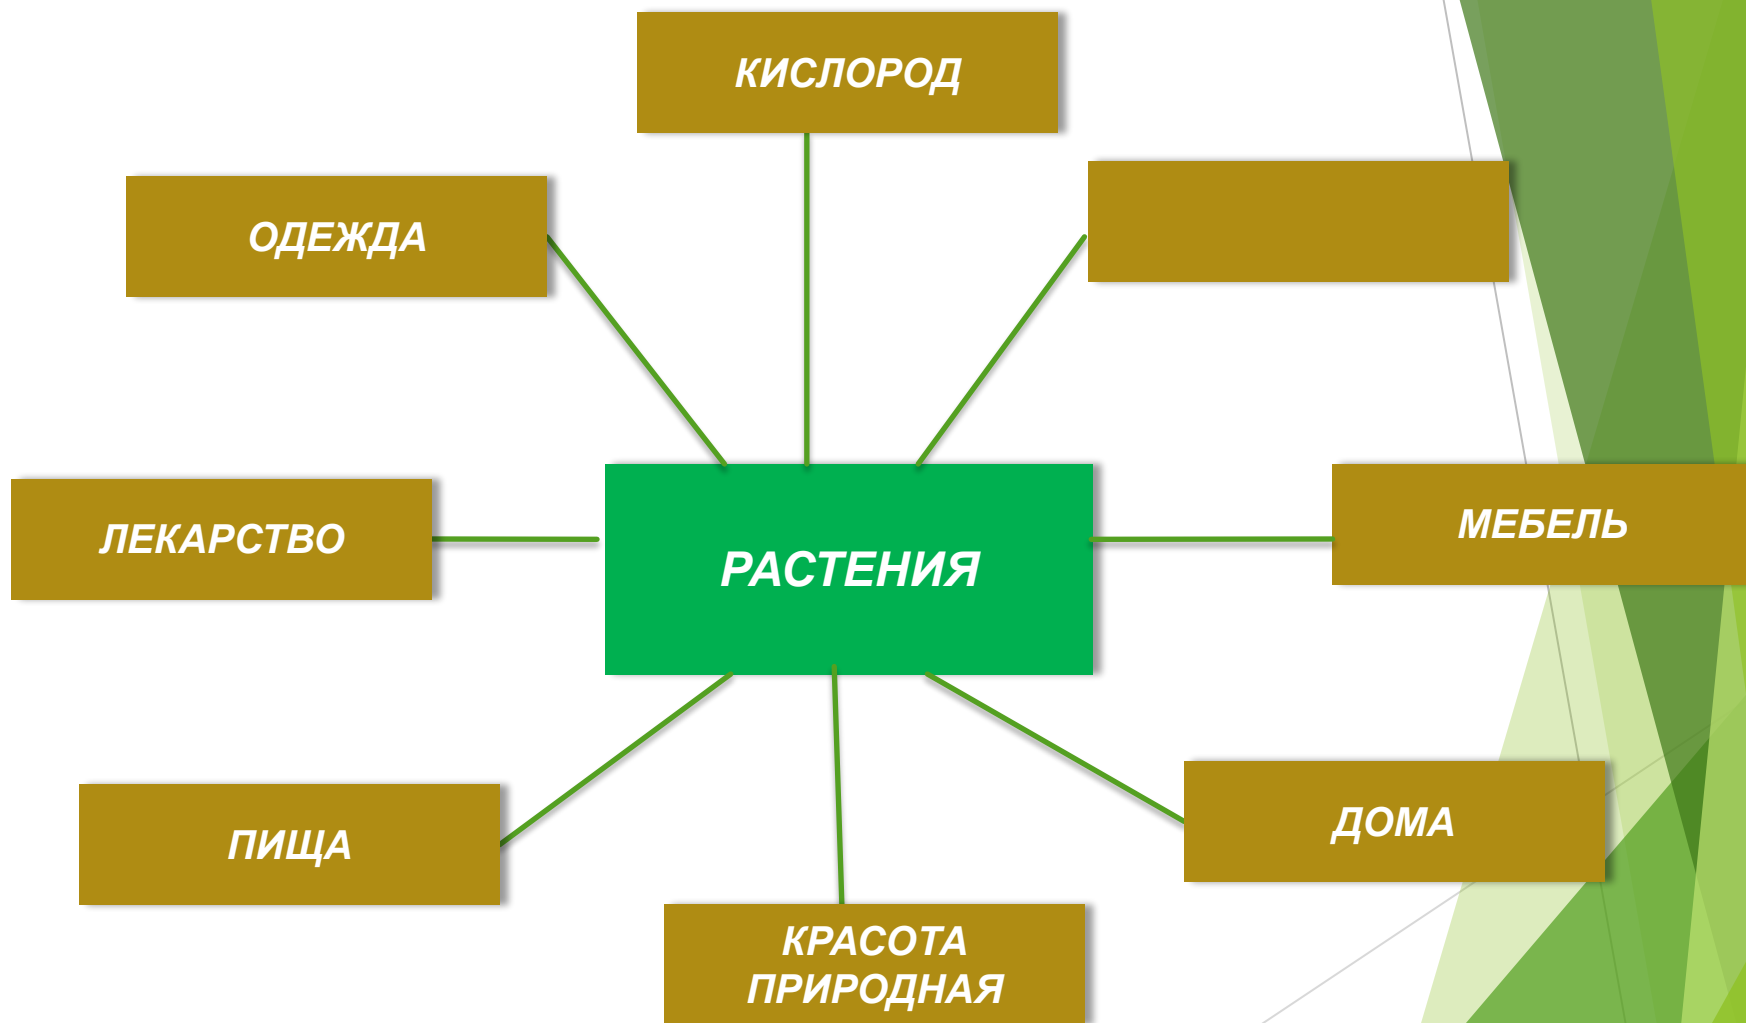 КИСЛОРОД
ОДЕЖДА
ЛЕКАРСТВО
РАСТЕНИЯ
МЕБЕЛЬ
ПИЩА
ДОМА
КРАСОТА
ПРИРОДНАЯ